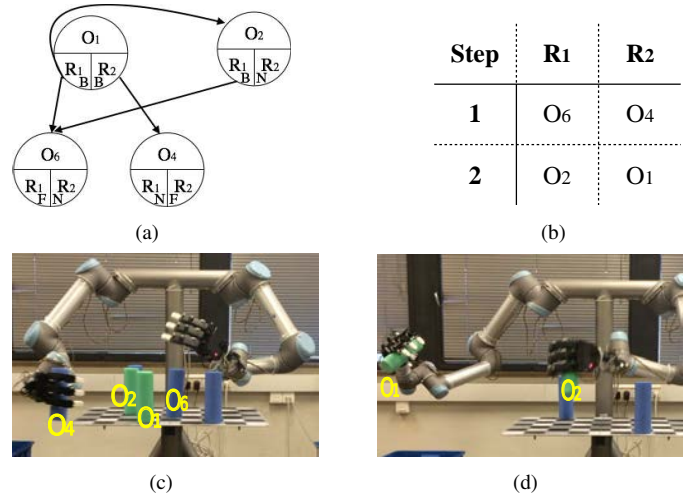 O1
O2
R1 R2
B B
R1 R2
B N
O6
O4
R1 R2
F N
R1 R2
N F
(a)
Step R1 R2
1 O6 O4
2 O2 O1
(b)
O2
O1
O6
O4
(c)
O1
O2
(d)